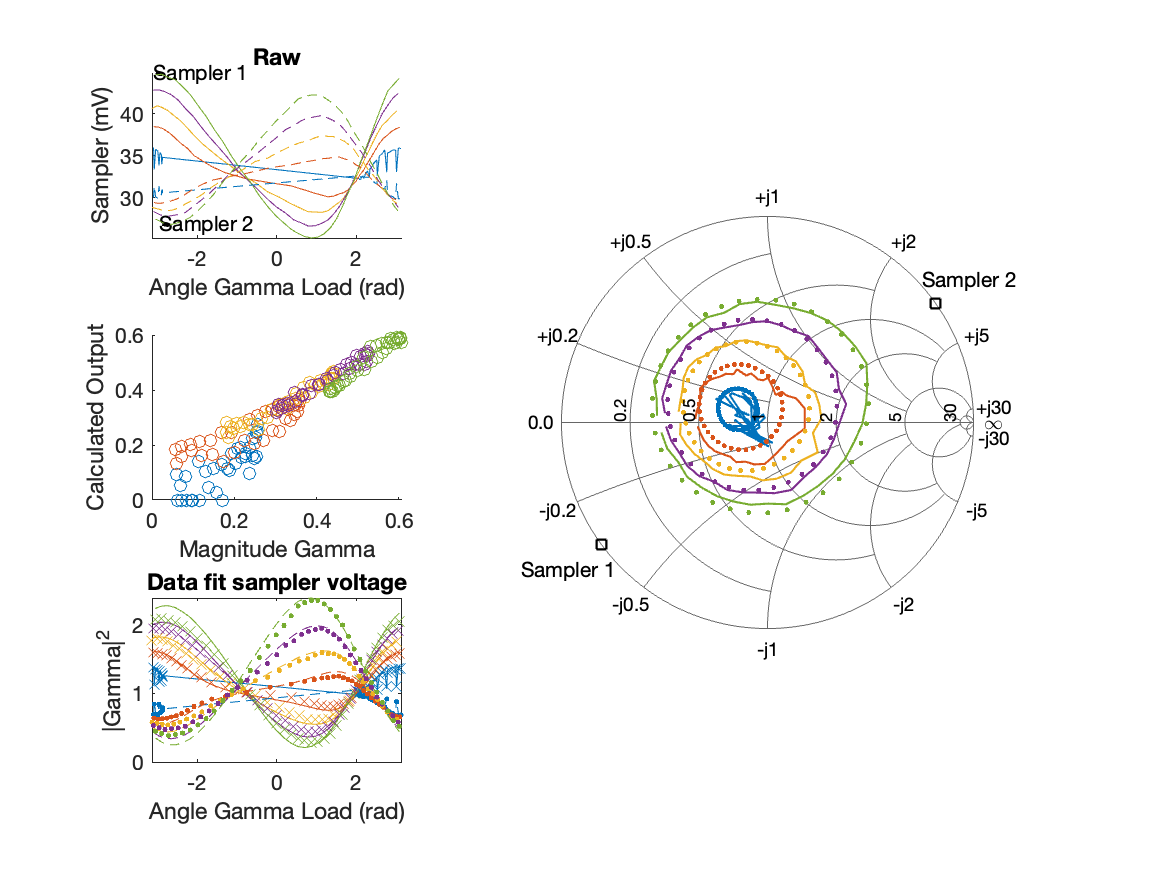 Raw
Sampler 1
40
35
30
Sampler (mV)
Sampler 2
-2 0 2
Angle Gamma Load (rad)
0.6
0.4
0.2
0
Calculated Output
0 0.2 0.4 0.6
Magnitude Gamma
Data fit sampler voltage
2
1
0
|Gamma|²
-2 0 2
Angle Gamma Load (rad)
+j1
+j0.5 +j2
Sampler 2
+j0.2 +j5
0.0 0.2 0.5 1 2 5 30 +j30
∞
-j30
-j0.2 -j5
Sampler 1
-j0.5 -j2
-j1